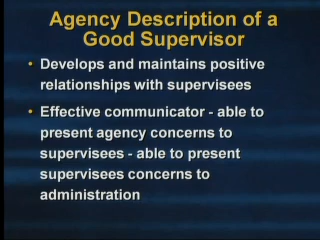 Agency Description of a
Good Supervisor
• Develops and maintains positive
relationships with supervisees
• Effective communicator - able to
present agency concerns to
supervisees - able to present
supervisees concerns to
administration